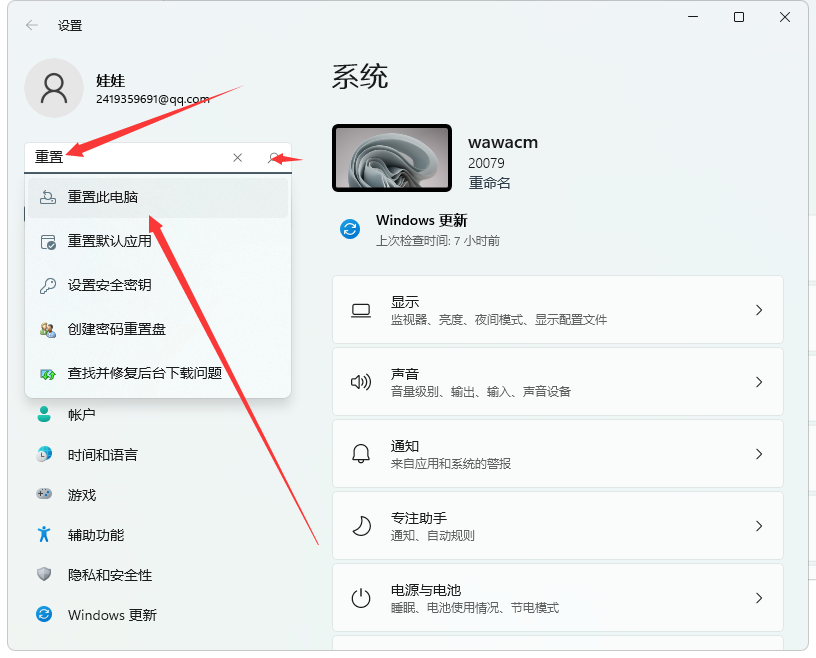 设置
娃娃
2419359691@qq.com
重置
重置此电脑
重置默认应用
设置安全密钥
创建密码重置盘
查找并修复后台下载问题
帐户
时间和语言
游戏
辅助功能
隐私和安全性
Windows 更新
系统
wawacm
20079
重命名
Windows 更新
上次检查时间: 7 小时前
显示
监视器、亮度、夜间模式、显示配置文件
声音
音量级别、输出、输入、声音设备
通知
来自应用和系统的警报
专注助手
通知、自动规则
电源与电池
睡眠、电池使用情况、节电模式